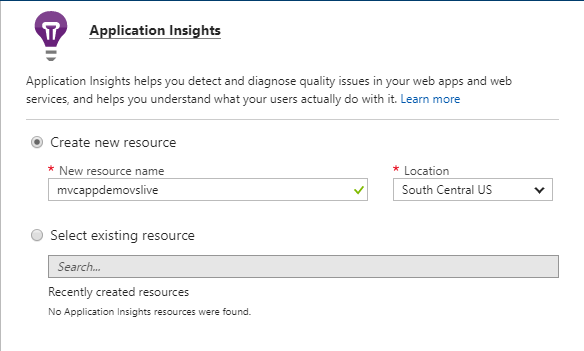 Application Insights
Application Insights helps you detect and diagnose quality issues in your web apps and web
services, and helps you understand what your users actually do with it. Learn more
Create new resource
* New resource name
* Location
mvcappdemovslive
South Central US
Select existing resource
Search...
Recently created resources
No Application Insights resources were found.